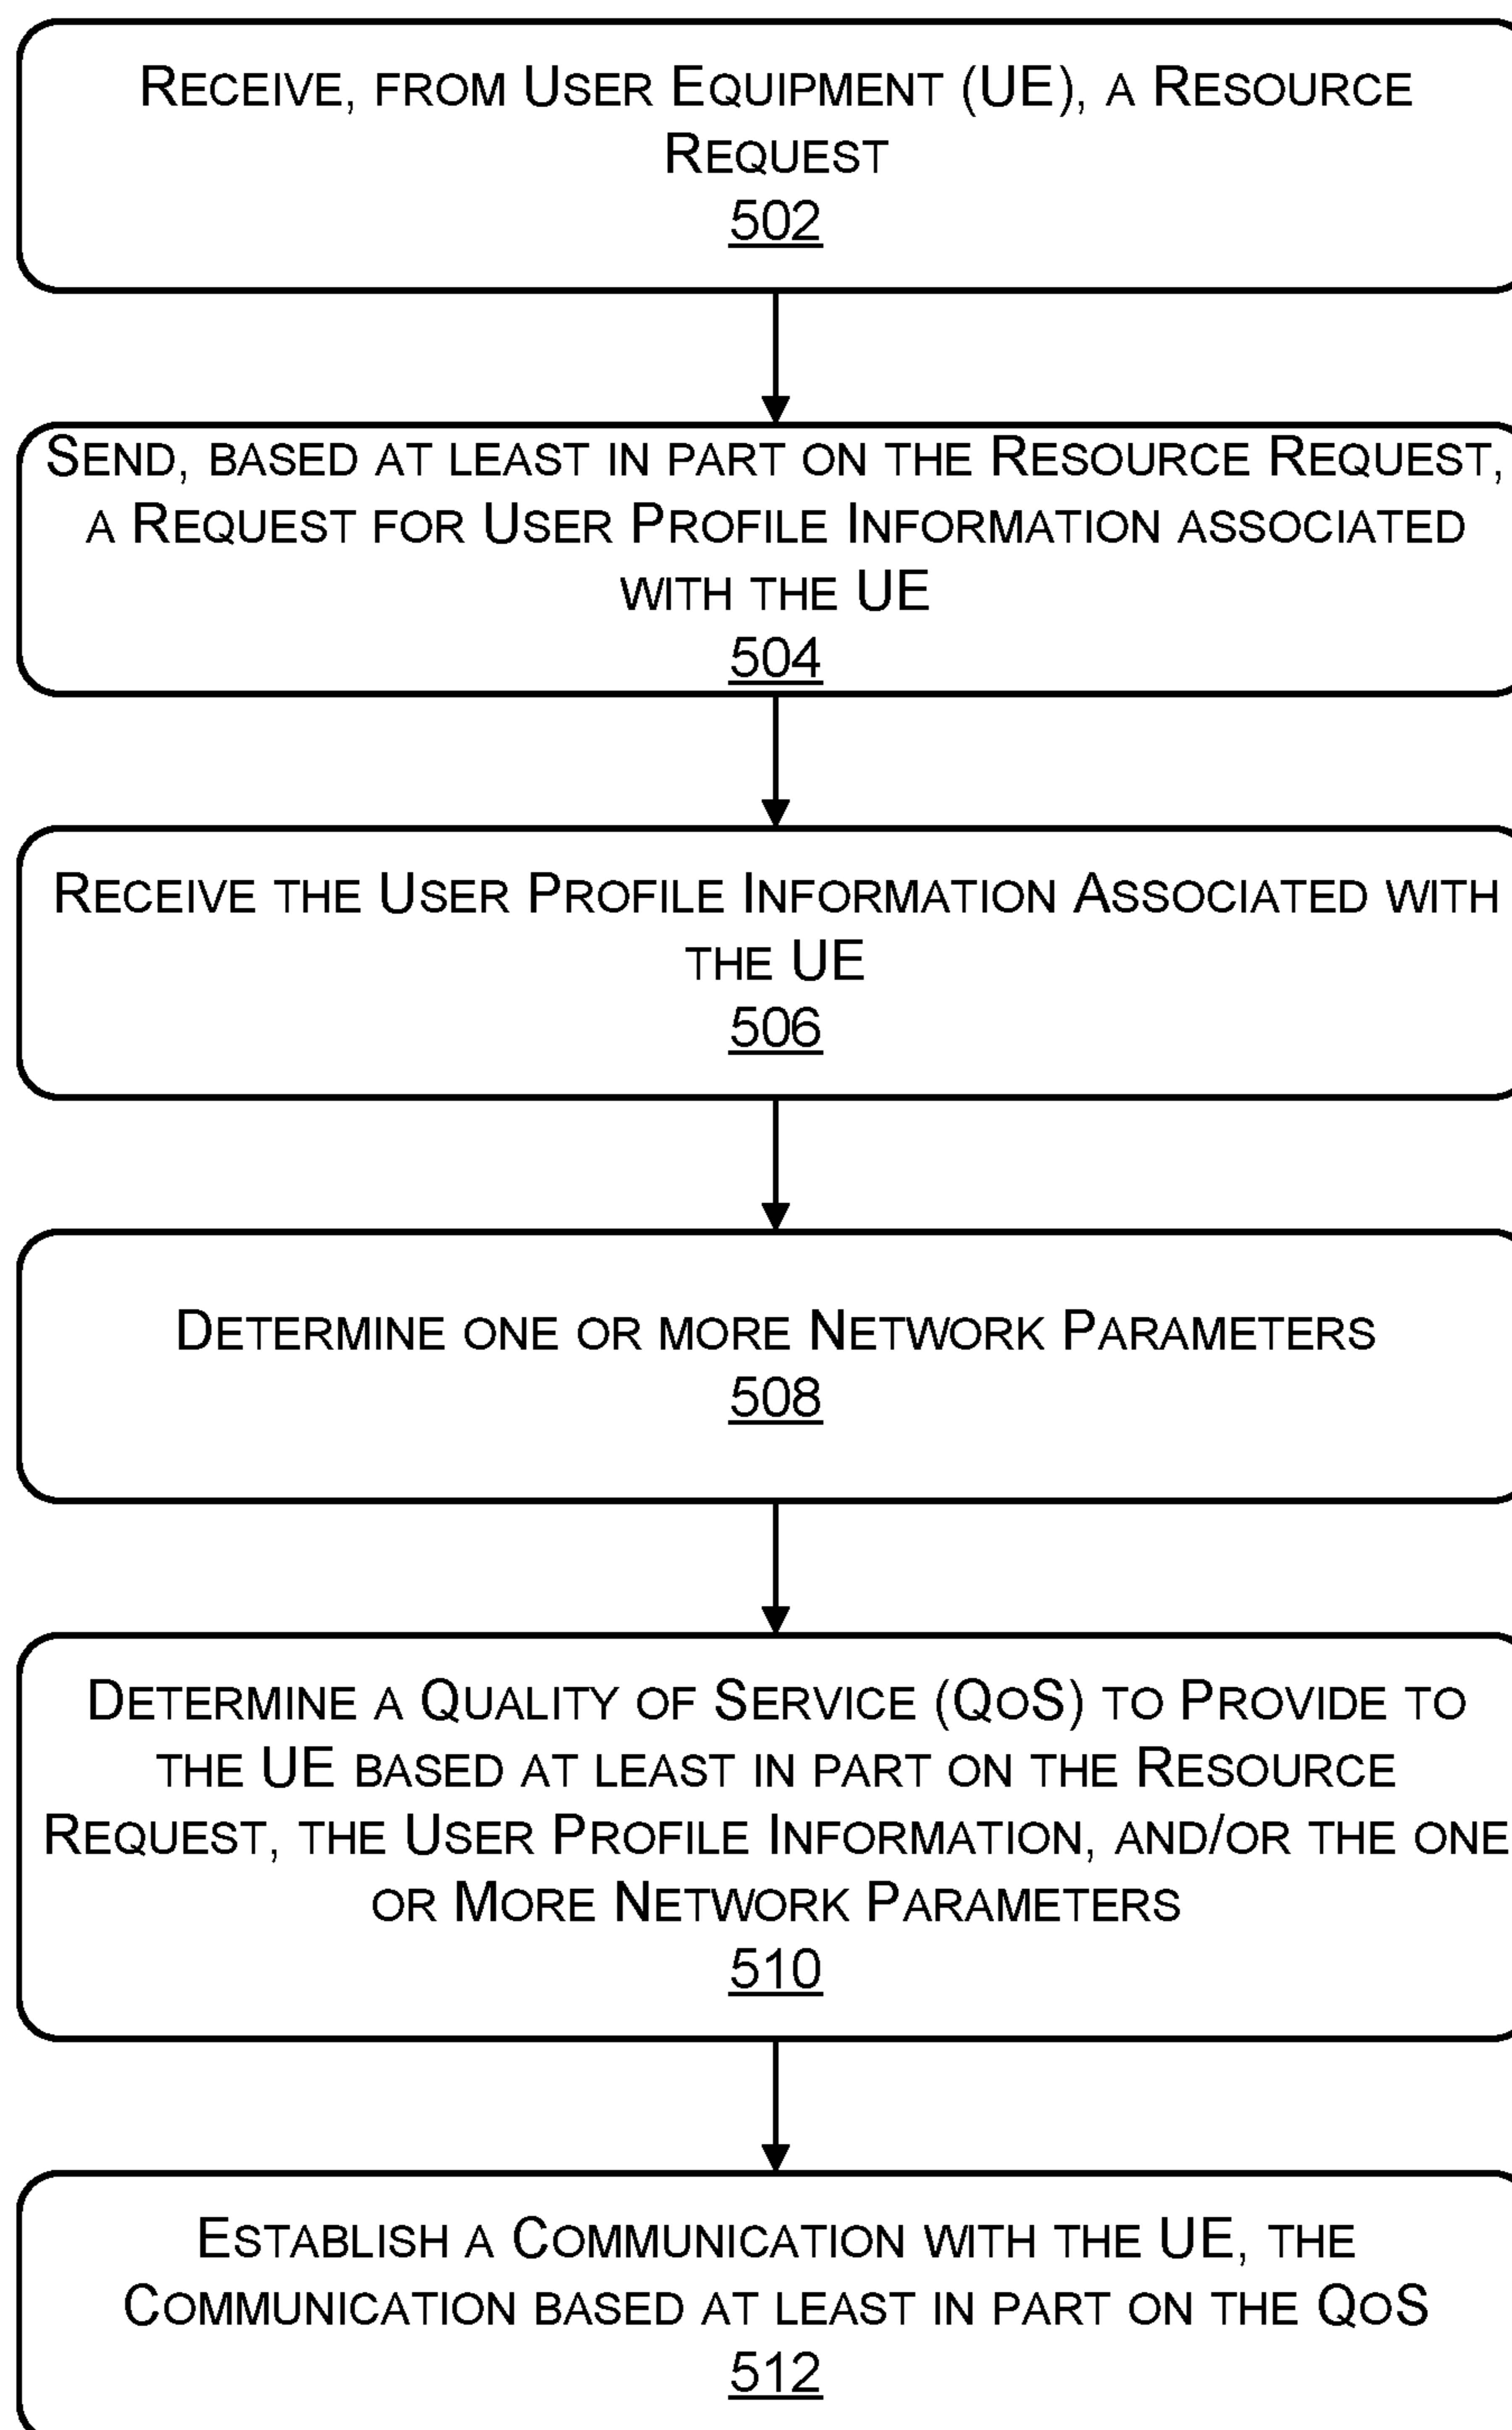 RECEIVE, FROM USER EQUIPMENT (UE), A RESOURCE
REQUEST
502
SEND, BASED AT LEAST IN PART ON THE RESOURCE REQUEST,
A REQUEST FOR USER PROFILE INFORMATION ASSOCIATED
WITH THE UE
504
RECEIVE THE USER PROFILE INFORMATION ASSOCIATED WITH
THE UE
506
DETERMINE ONE OR MORE NETWORK PARAMETERS
508
DETERMINE A QUALITY OF SERVICE (QOS) TO PROVIDE TO
THE UE BASED AT LEAST IN PART ON THE RESOURCE
REQUEST, THE USER PROFILE INFORMATION, AND/OR THE ONE
OR MORE NETWORK PARAMETERS
510
ESTABLISH A COMMUNICATION WITH THE UE, THE
COMMUNICATION BASED AT LEAST IN PART ON THE QOS
512